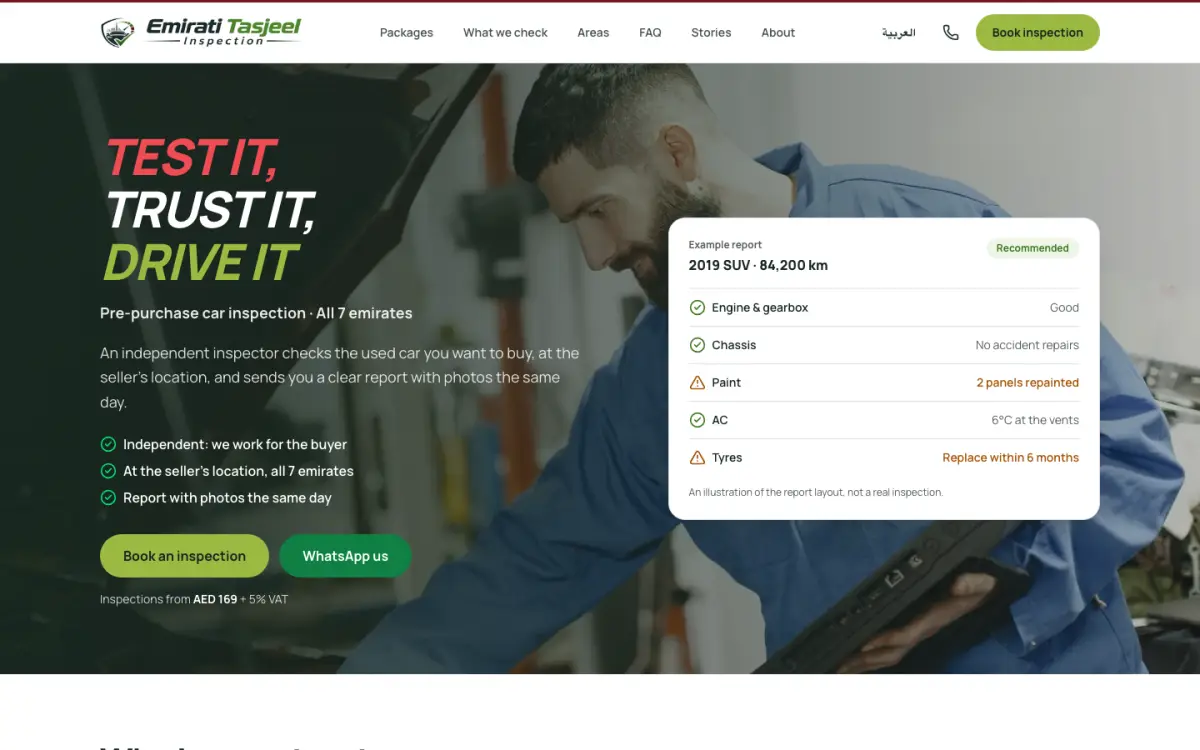 Emirati Tasjeel
Inspection
Packages
What we check
Areas
FAQ
Stories
About
العربية
Book inspection
TEST IT,
TRUST IT,
DRIVE IT
Pre-purchase car inspection · All 7 emirates
An independent inspector checks the used car you want to buy, at the
seller's location, and sends you a clear report with photos the same
day.
Independent: we work for the buyer
At the seller's location, all 7 emirates
Report with photos the same day
Book an inspection
WhatsApp us
Inspections from AED 169 + 5% VAT
Example report
Recommended
2019 SUV · 84,200 km
Engine & gearbox Good
Chassis No accident repairs
Paint 2 panels repainted
AC 6°C at the vents
Tyres Replace within 6 months
An illustration of the report layout, not a real inspection.